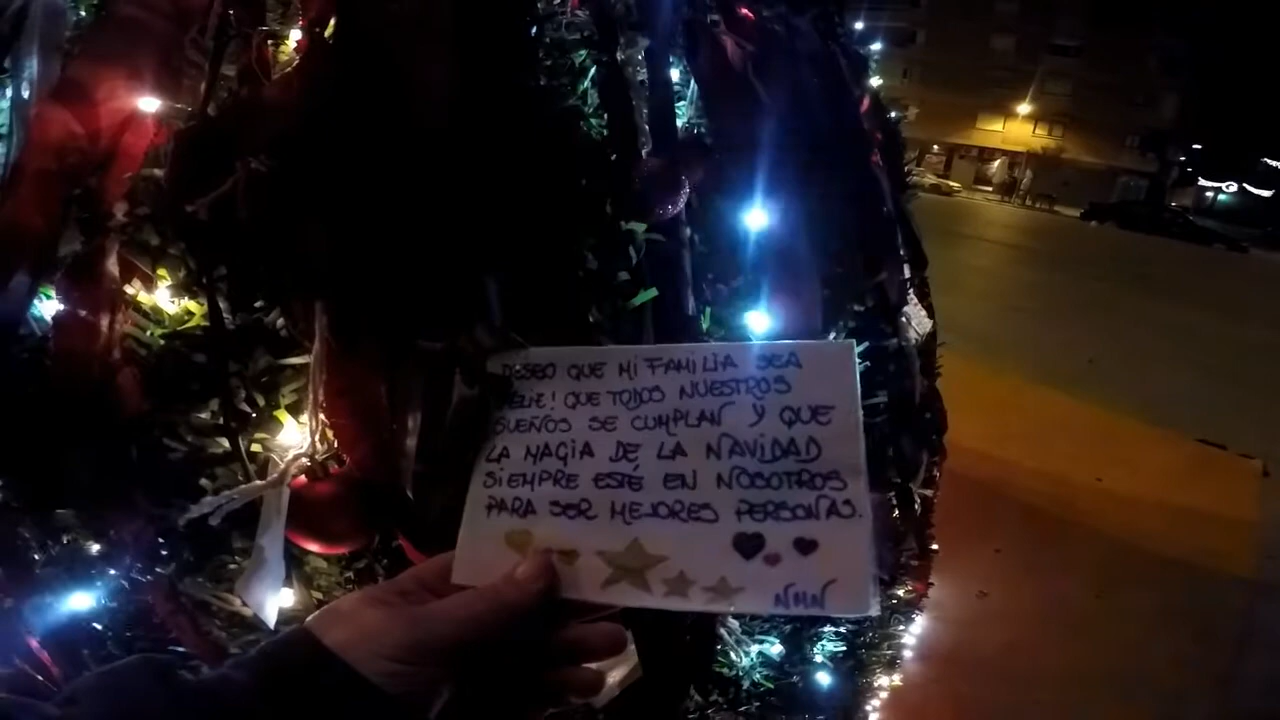 DESEO QUE MI FAMILIA SEA
FELIZ! QUE TODOS NUESTROS
SUEÑOS SE CUMPLAN Y QUE
LA MAGIA DE LA NAVIDAD
SIEMPRE ESTÉ EN NOSOTROS
PARA SER MEJORES PERSONAS.
NMN